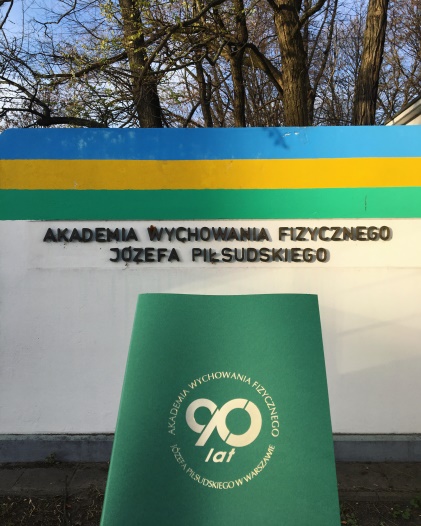 AKADEMIA WYCHOWANIA FIZYCZNEGO
JÓZEFA PIŁSUDSKIEGO
AKADEMIA WYCHOWANIA FIZYCZNEGO
90
lat
JÓZEFA PIŁSUDSKIEGO W WARSZAWIE